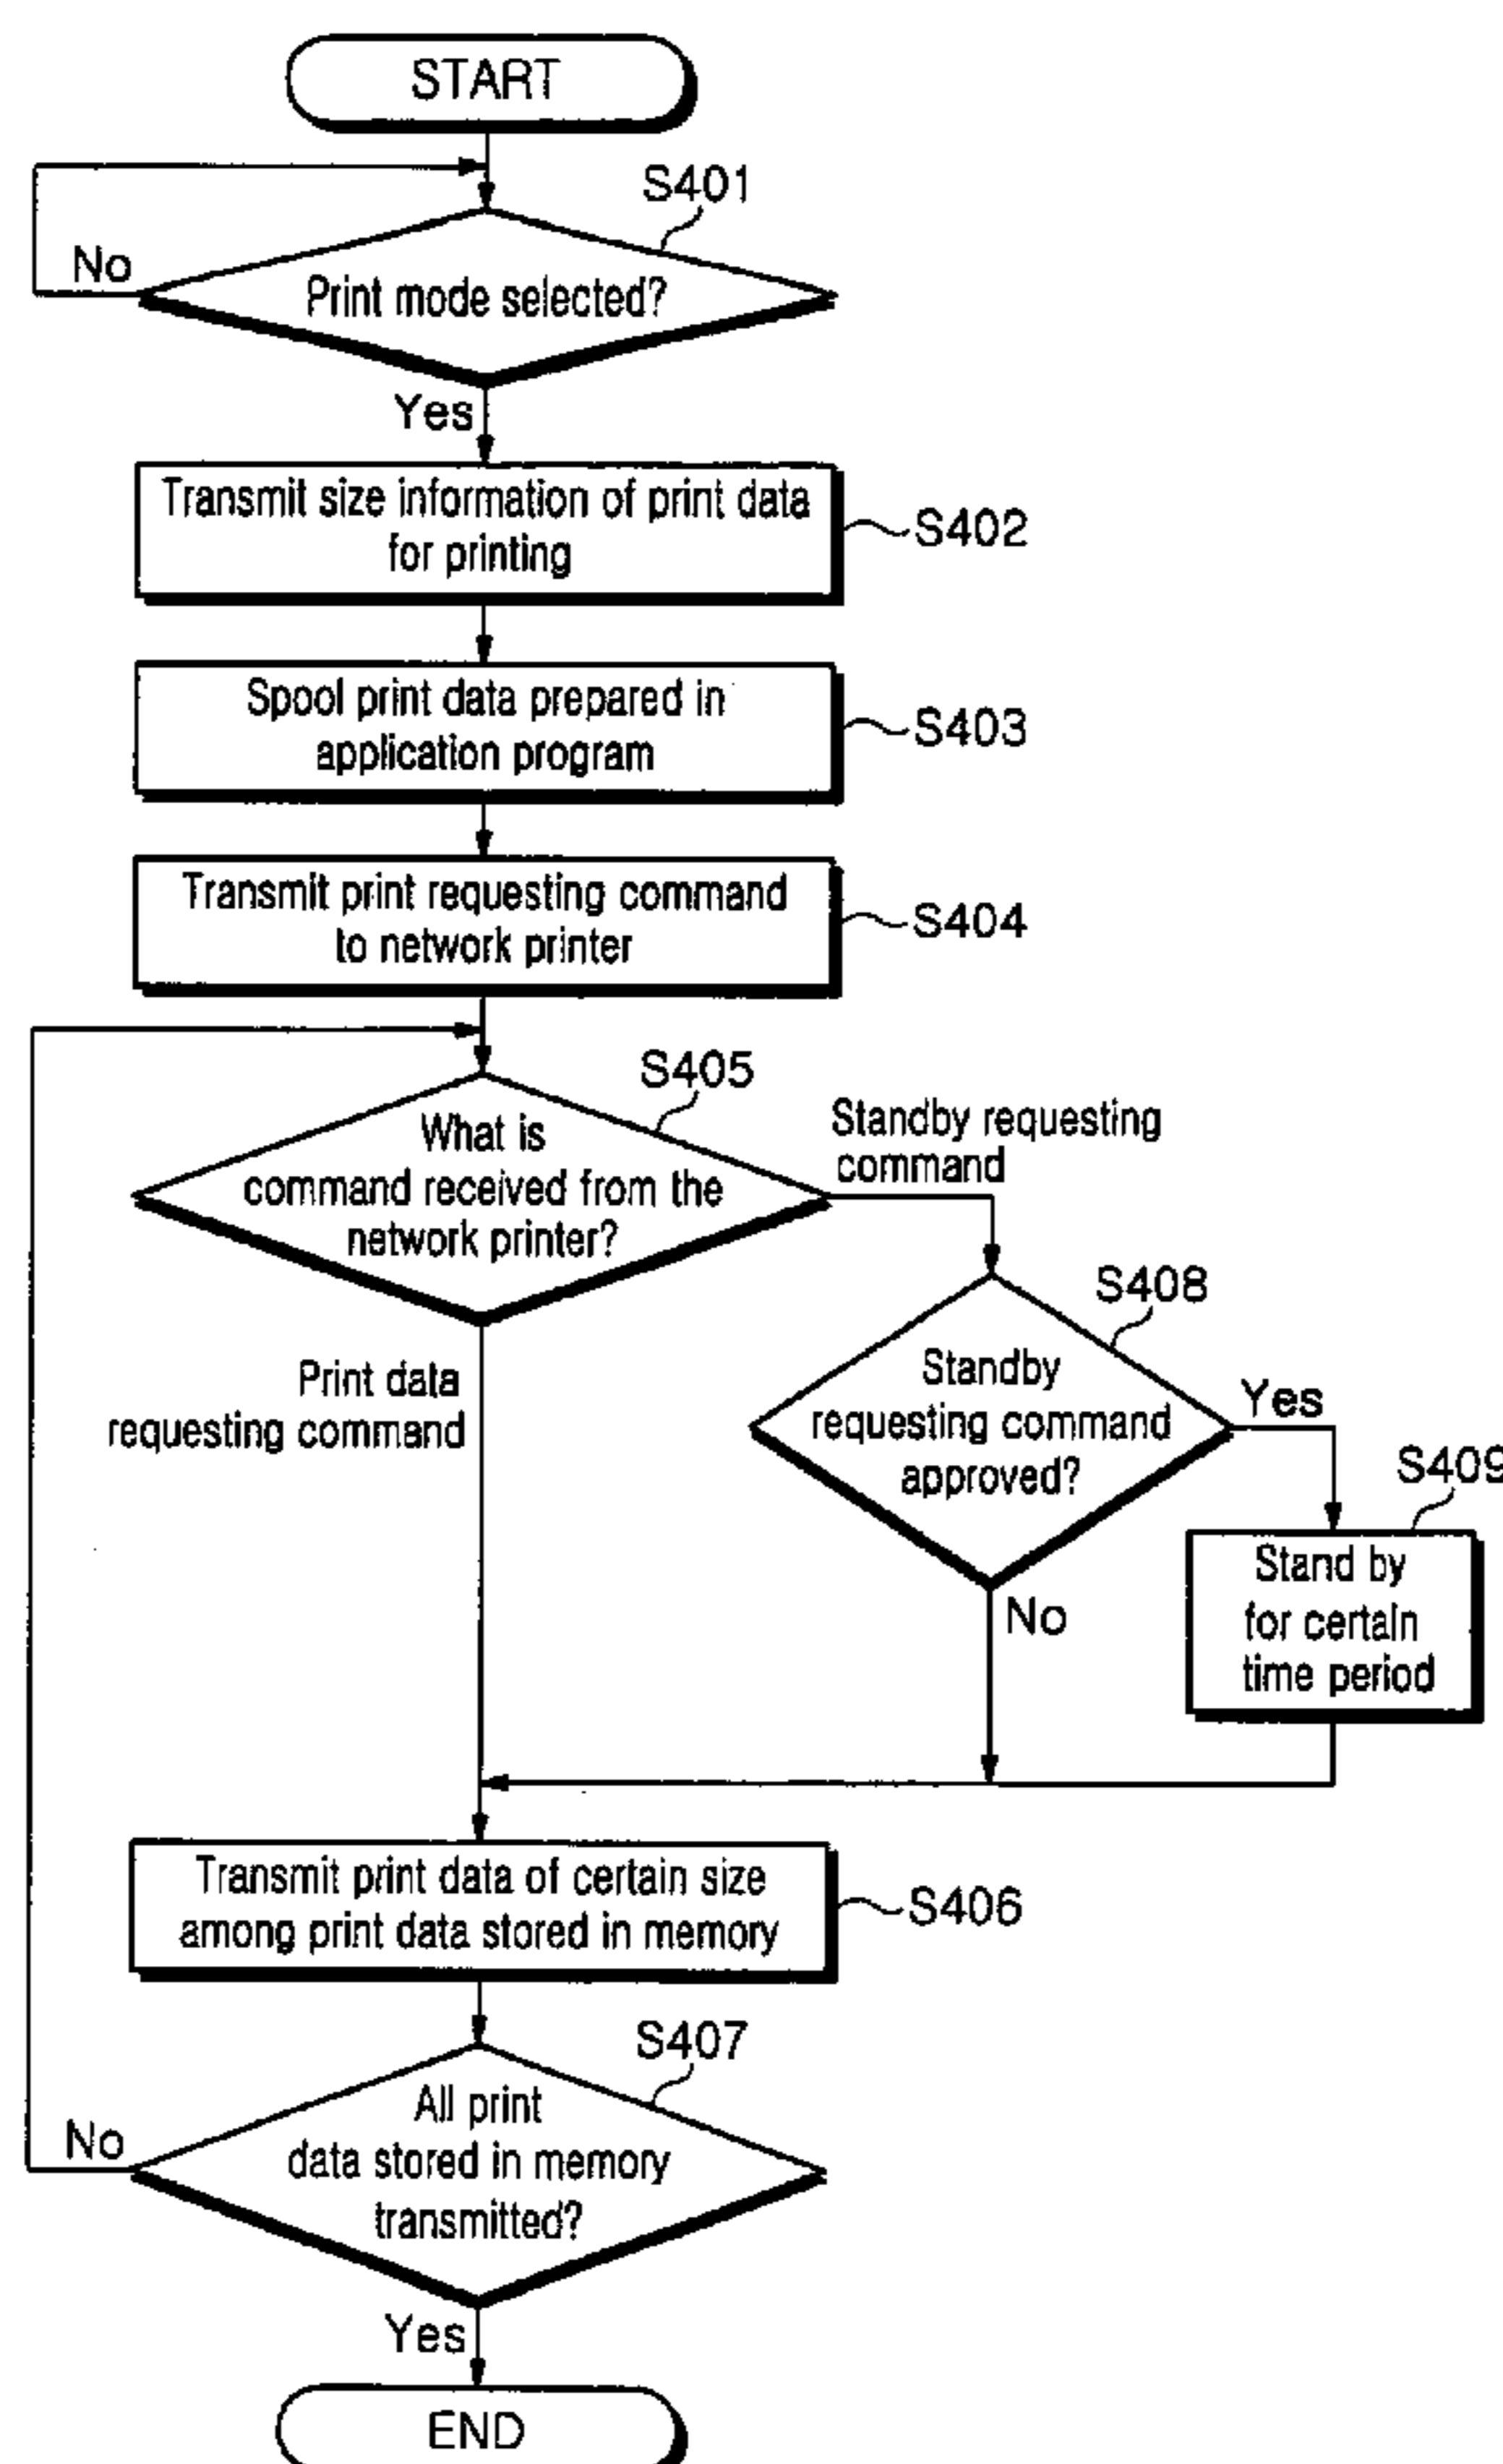 START
S401
No
Print mode selected?
Yes
Transmit size information of print data
for printing
S402
Spool print data prepared in
application program
S403
Transmit print requesting command
to network printer
S404
S405
What is
command received from the
network printer?
Standby requesting
command
S408
Print data
requesting command
Standby
requesting command
approved?
Yes
S409
Stand by
for certain
time period
No
Transmit print data of certain size
among print data stored in memory
S406
S407
No
All print
data stored in memory
transmitted?
Yes
END